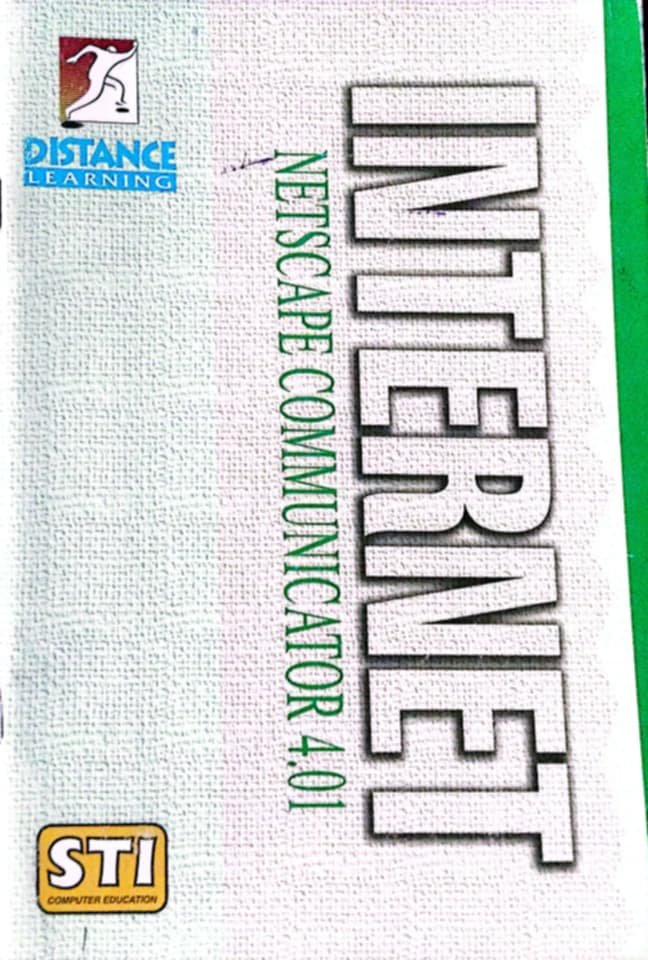 INTERNET
NETSCAPE COMMUNICATOR 4.01
DISTANCE
LEARNING
STI
COMPUTER EDUCATION